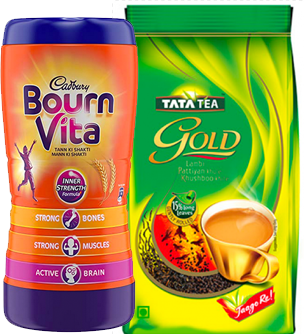 Cadbury
Bourn
Vita
TANN KI SHAKTI
MANN KI SHAKTI
INNER
STRENGTH
Formula
STRONG BONES
STRONG MUSCLES
ACTIVE BRAIN
TATA TEA
GOLD
Lambi
Pattiyan
Khushboo
15% long
leaves
Jaago Re!